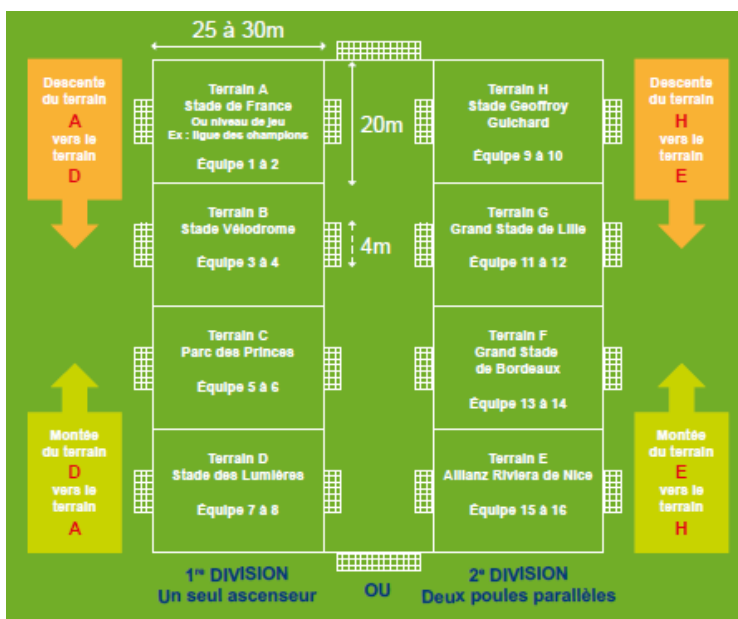 25 à 30m
Descente
du terrain
A
vers le
terrain
D
Terrain A
Stade de France
Ou niveau de jeu
Ex : ligue des champions
Équipe 1 à 2
20m
Terrain H
Stade Geoffroy
Guichard
Équipe 9 à 10
Descente
du terrain
H
vers le
terrain
E
Terrain B
Stade Vélodrome
Équipe 3 à 4
4m
Terrain G
Grand Stade de Lille
Équipe 11 à 12
Terrain C
Parc des Princes
Équipe 5 à 6
Terrain F
Grand Stade
de Bordeaux
Équipe 13 à 14
Montée
du terrain
D
vers le
terrain
A
Terrain D
Stade des Lumières
Équipe 7 à 8
Terrain E
Allianz Riviera de Nice
Équipe 15 à 16
Montée
du terrain
E
vers le
terrain
H
1re DIVISION
Un seul ascenseur
OU
2e DIVISION
Deux poules parallèles